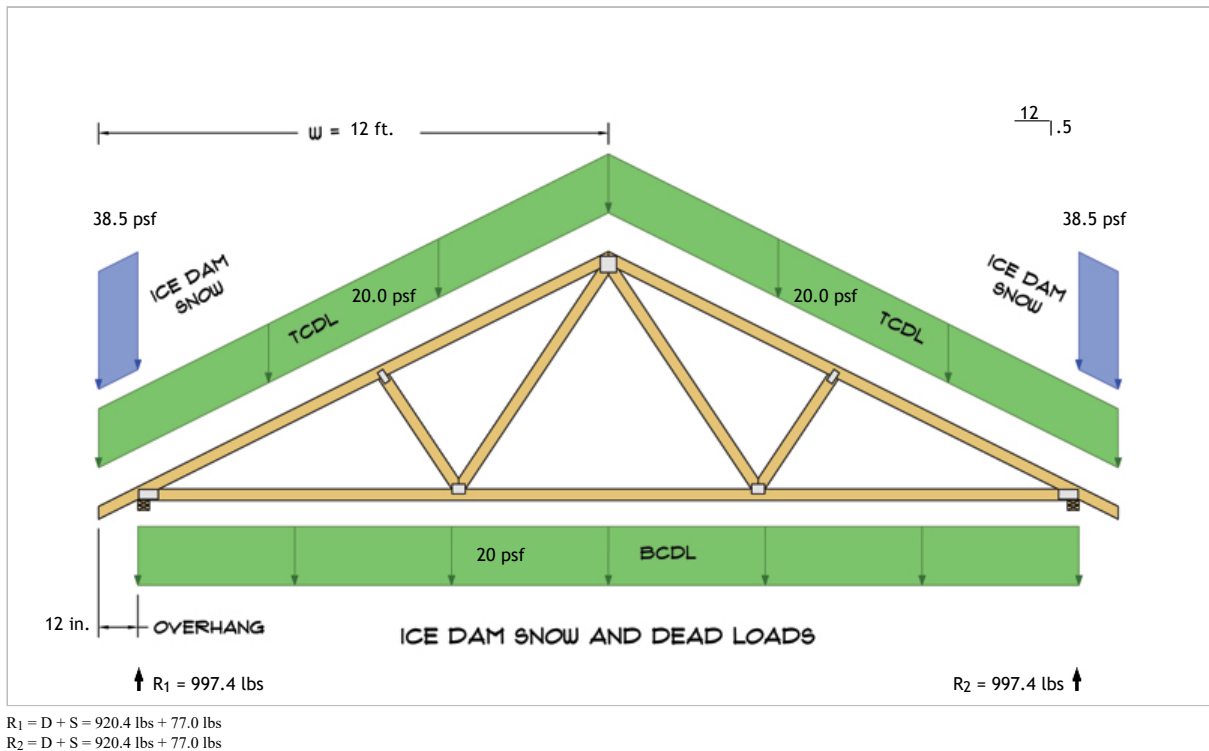 W = 12 ft.
12
.5
38.5 psf
38.5 psf
ICE DAM
SNOW
ICE DAM
SNOW
20.0 psf
20.0 psf
TCDL
TCDL
20 psf
BCDL
12 in.
OVERHANG
ICE DAM SNOW AND DEAD LOADS
R1 = 997.4 lbs
R2 = 997.4 lbs
R1 = D + S = 920.4 lbs + 77.0 lbs
R2 = D + S = 920.4 lbs + 77.0 lbs